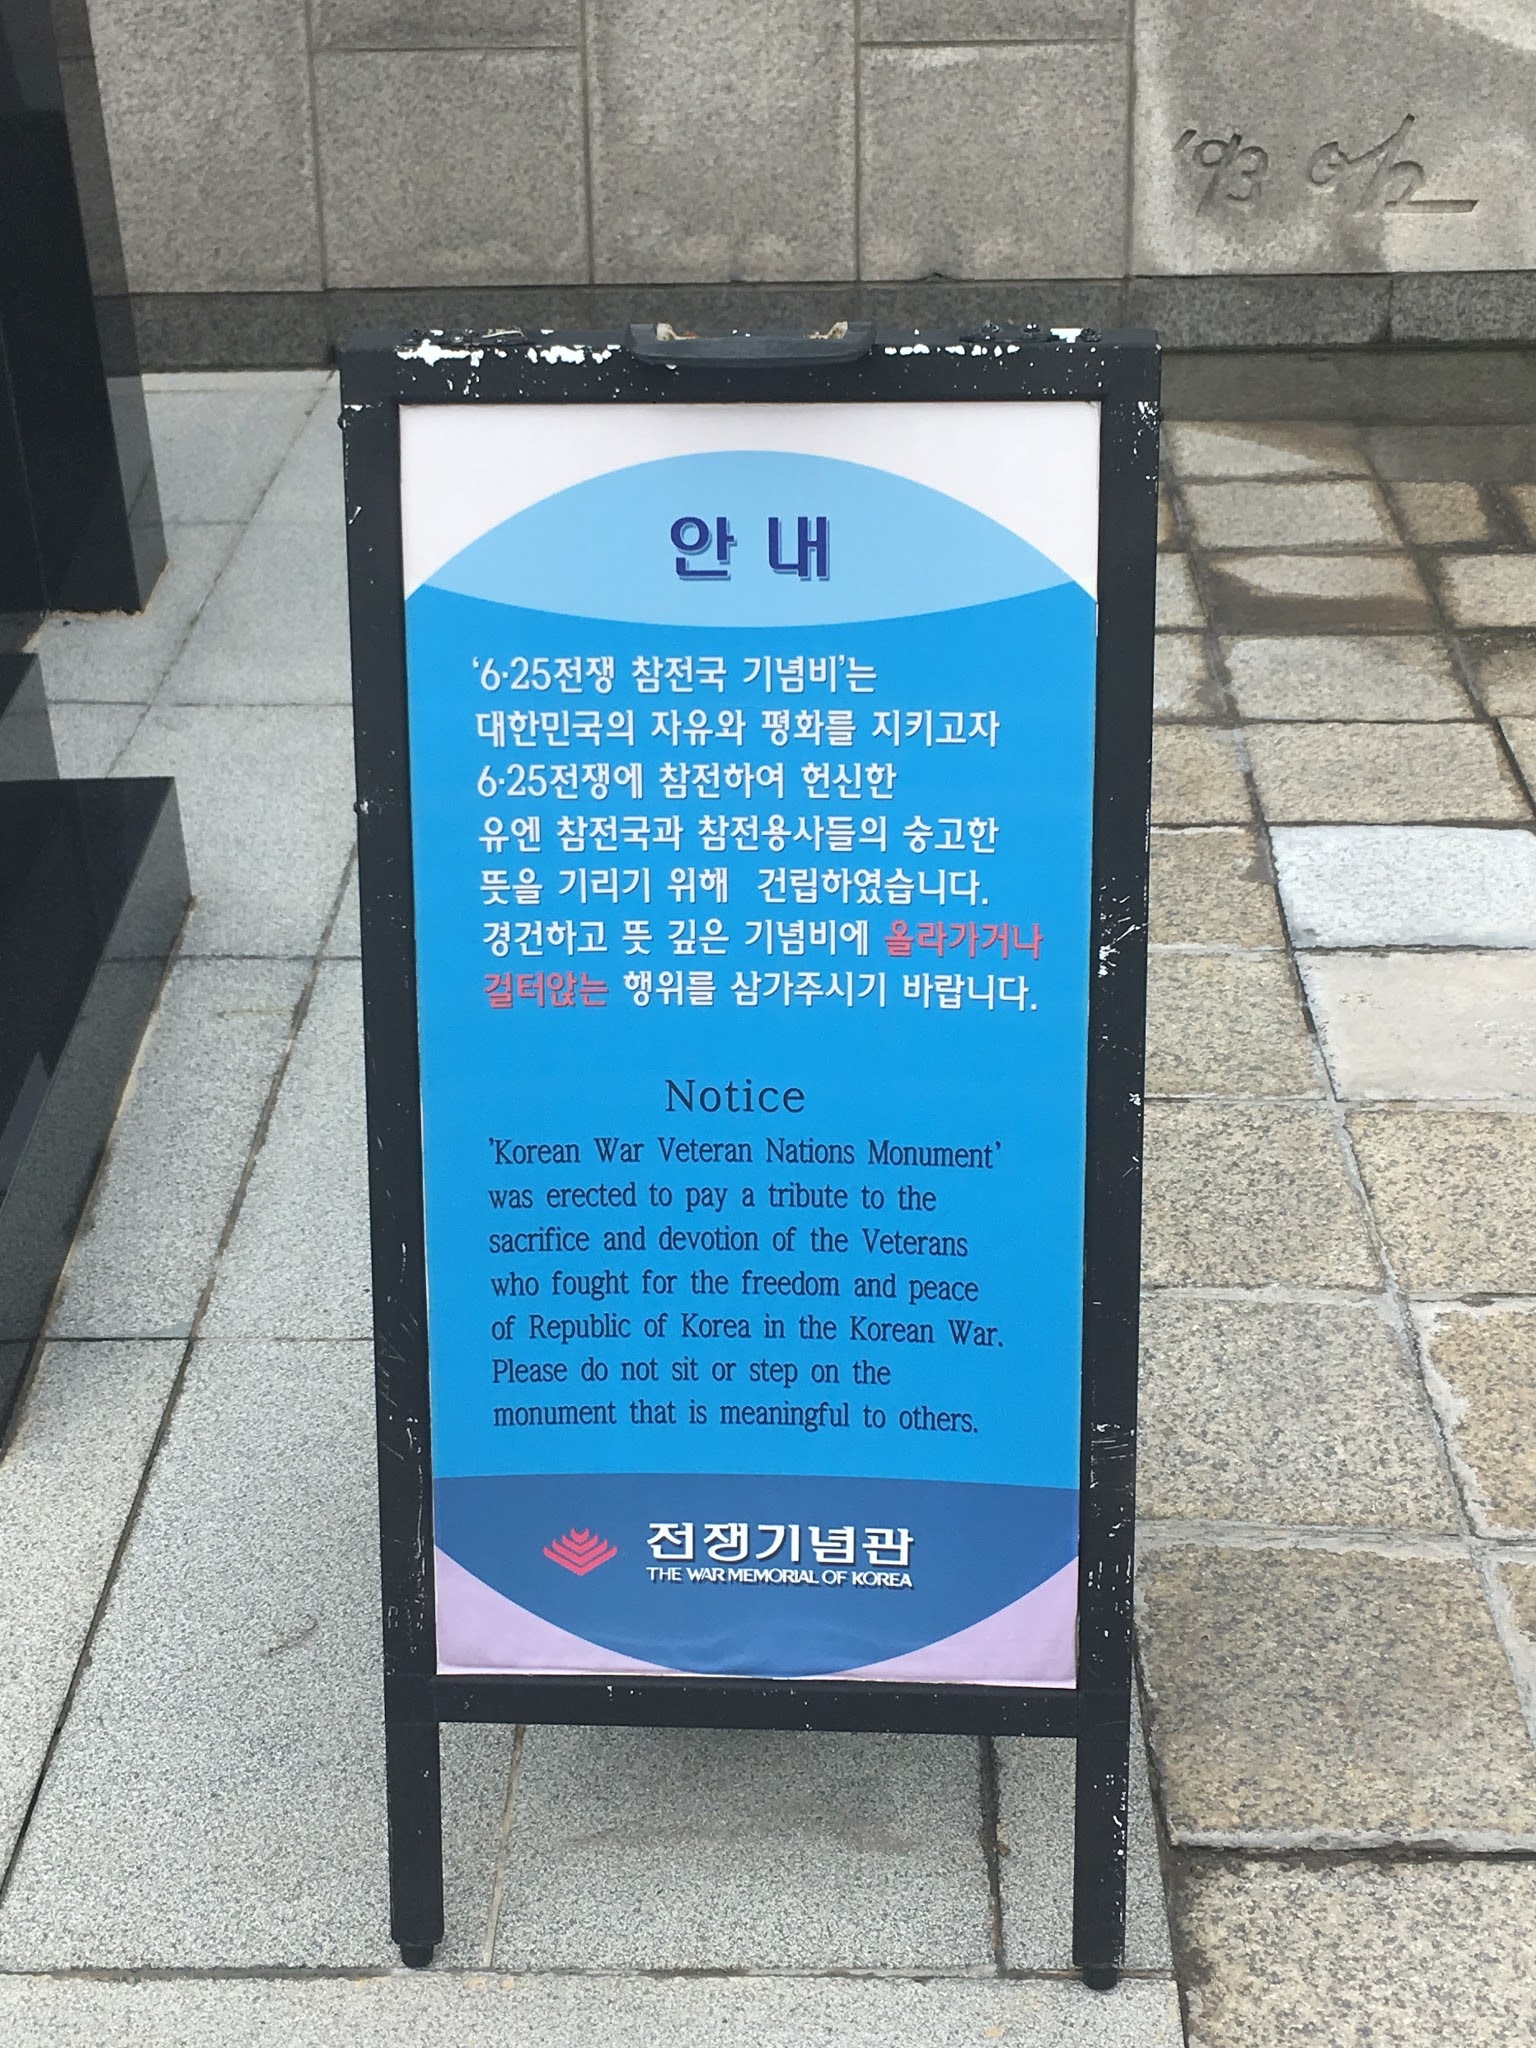 '93
안 내
‘6·25전쟁 참전국 기념비’는
대한민국의 자유와 평화를 지키고자
6·25전쟁에 참전하여 헌신한
유엔 참전국과 참전용사들의 숭고한
뜻을 기리기 위해 건립하였습니다.
경건하고 뜻 깊은 기념비에 올라가거나
걸터앉는 행위를 삼가주시기 바랍니다.
Notice
'Korean War Veteran Nations Monument'
was erected to pay a tribute to the
sacrifice and devotion of the Veterans
who fought for the freedom and peace
of Republic of Korea in the Korean War.
Please do not sit or step on the
monument that is meaningful to others.
전쟁기념관
THE WAR MEMORIAL OF KOREA